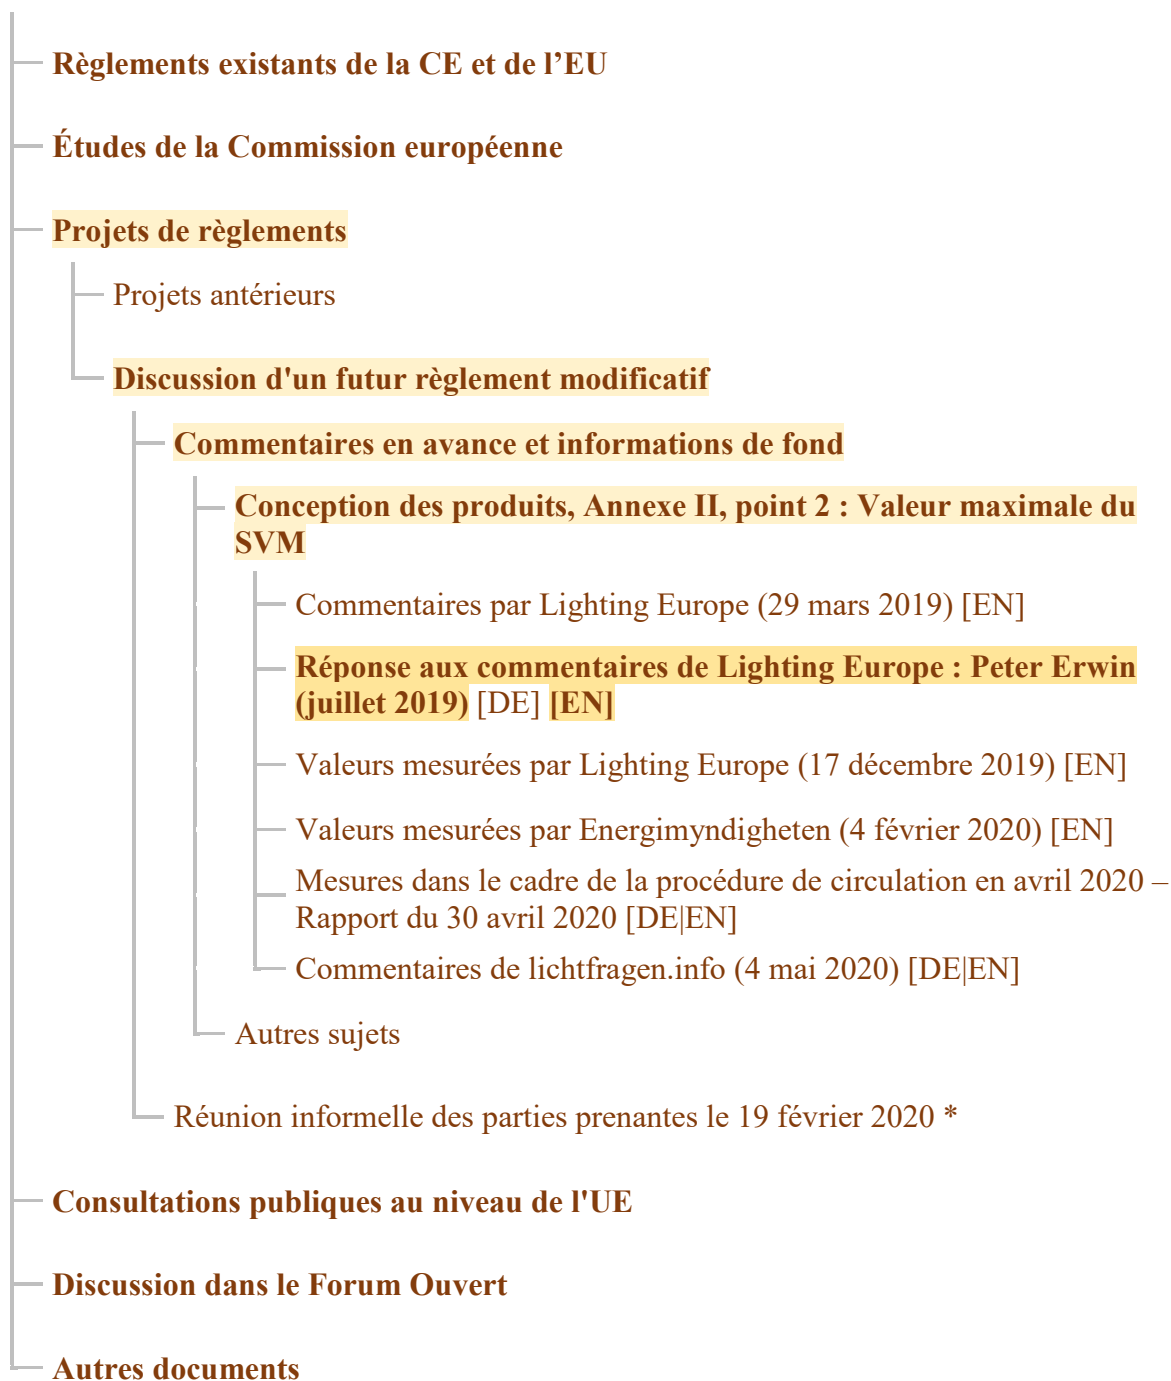 Règlements existants de la CE et de l’EU
Études de la Commission européenne
Projets de règlements
Projets antérieurs
Discussion d'un futur règlement modificatif
Commentaires en avance et informations de fond
Conception des produits, Annexe II, point 2 : Valeur maximale du
SVM
Commentaires par Lighting Europe (29 mars 2019) [EN]
Réponse aux commentaires de Lighting Europe : Peter Erwin
(juillet 2019) [DE] [EN]
Valeurs mesurées par Lighting Europe (17 décembre 2019) [EN]
Valeurs mesurées par Energimyndigheten (4 février 2020) [EN]
Mesures dans le cadre de la procédure de circulation en avril 2020 –
Rapport du 30 avril 2020 [DE|EN]
Commentaires de lichtfragen.info (4 mai 2020) [DE|EN]
Autres sujets
Réunion informelle des parties prenantes le 19 février 2020 *
Consultations publiques au niveau de l'UE
Discussion dans le Forum Ouvert
Autres documents